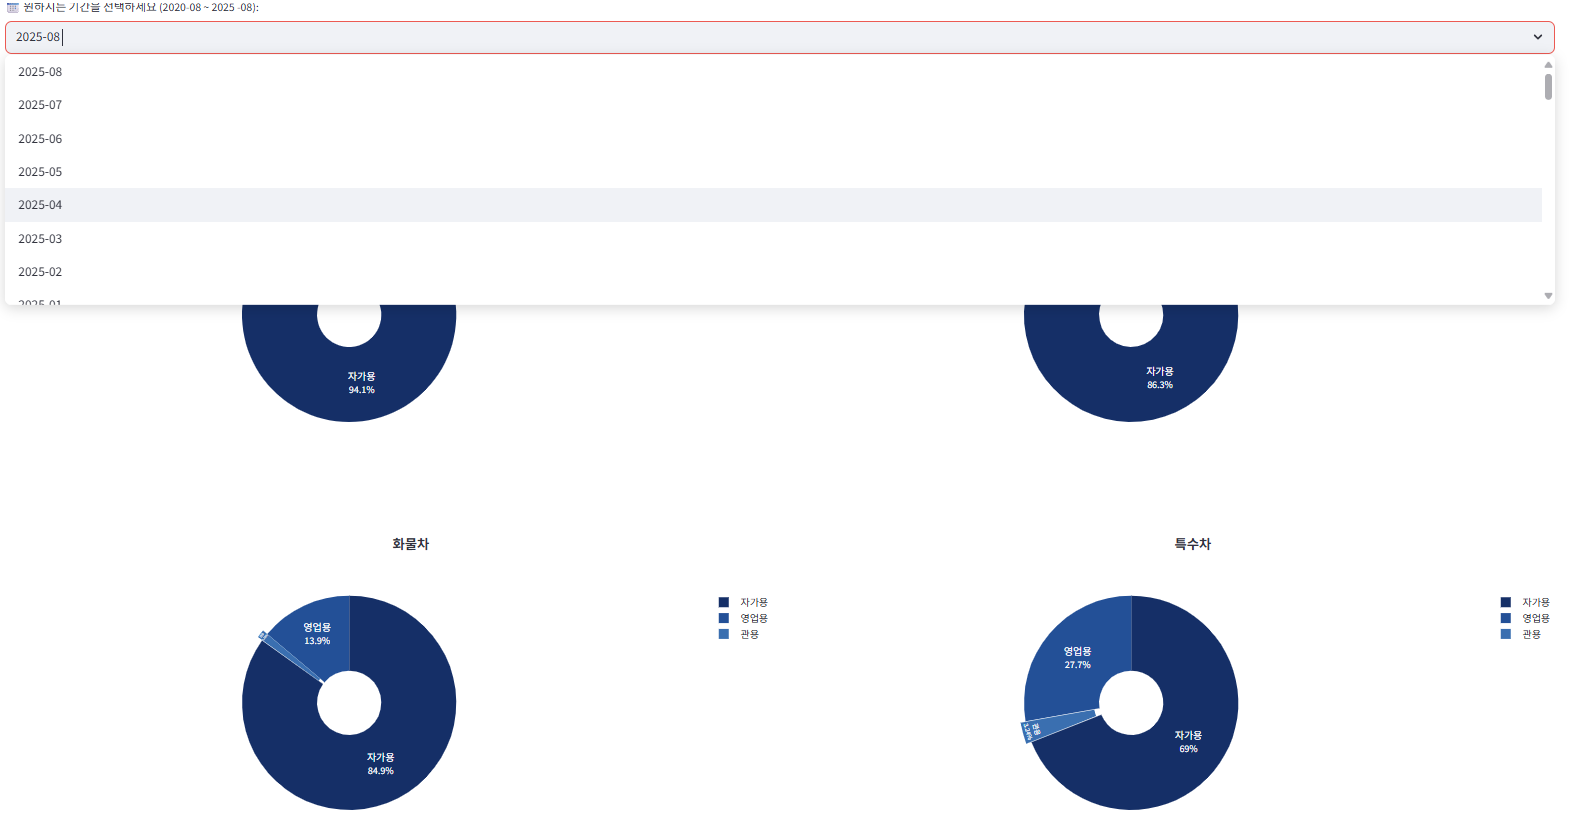 원하시는 기간을 선택하세요 (2020-08 ~ 2025 -08):
2025-08
2025-08
2025-07
2025-06
2025-05
2025-04
2025-03
2025-02
2025-01
자가용
94.1%
자가용
86.3%
화물차
영업용
13.9%
자가용
84.9%
자가용
영업용
관용
특수차
영업용
27.7%
관용
자가용
69%
자가용
영업용
관용